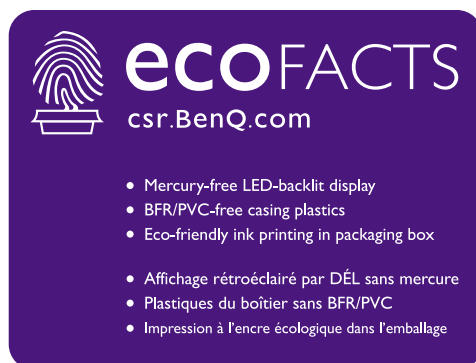 ecoFACTS
csr.BenQ.com
• Mercury-free LED-backlit display
• BFR/PVC-free casing plastics
• Eco-friendly ink printing in packaging box
• Affichage rétroéclairé par DÉL sans mercure
• Plastiques du boîtier sans BFR/PVC
• Impression à l'encre écologique dans l'emballage